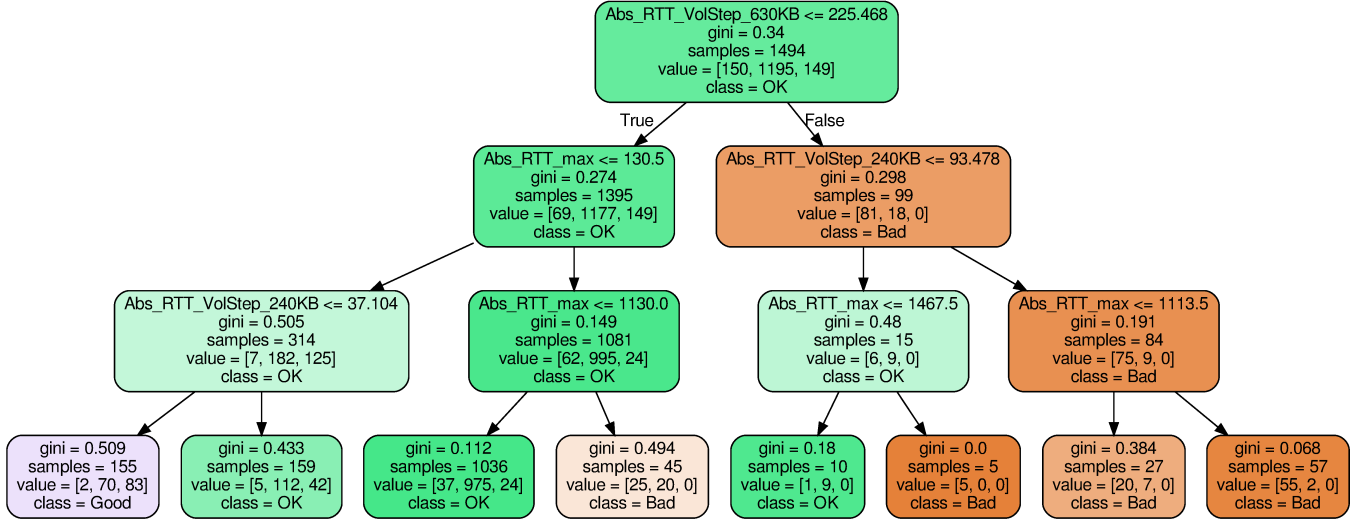 Abs_RTT_VolStep_630KB <= 225.468
gini = 0.34
samples = 1494
value = [150, 1195, 149]
class = OK
True
False
Abs_RTT_max <= 130.5
gini = 0.274
samples = 1395
value = [69, 1177, 149]
class = OK
Abs_RTT_VolStep_240KB <= 93.478
gini = 0.298
samples = 99
value = [81, 18, 0]
class = Bad
Abs_RTT_VolStep_240KB <= 37.104
gini = 0.505
samples = 314
value = [7, 182, 125]
class = OK
Abs_RTT_max <= 1130.0
gini = 0.149
samples = 1081
value = [62, 995, 24]
class = OK
Abs_RTT_max <= 1467.5
gini = 0.48
samples = 15
value = [6, 9, 0]
class = OK
Abs_RTT_max <= 1113.5
gini = 0.191
samples = 84
value = [75, 9, 0]
class = Bad
gini = 0.509
samples = 155
value = [2, 70, 83]
class = Good
gini = 0.433
samples = 159
value = [5, 112, 42]
class = OK
gini = 0.112
samples = 1036
value = [37, 975, 24]
class = OK
gini = 0.494
samples = 45
value = [25, 20, 0]
class = Bad
gini = 0.18
samples = 10
value = [1, 9, 0]
class = OK
gini = 0.0
samples = 5
value = [5, 0, 0]
class = Bad
gini = 0.384
samples = 27
value = [20, 7, 0]
class = Bad
gini = 0.068
samples = 57
value = [55, 2, 0]
class = Bad